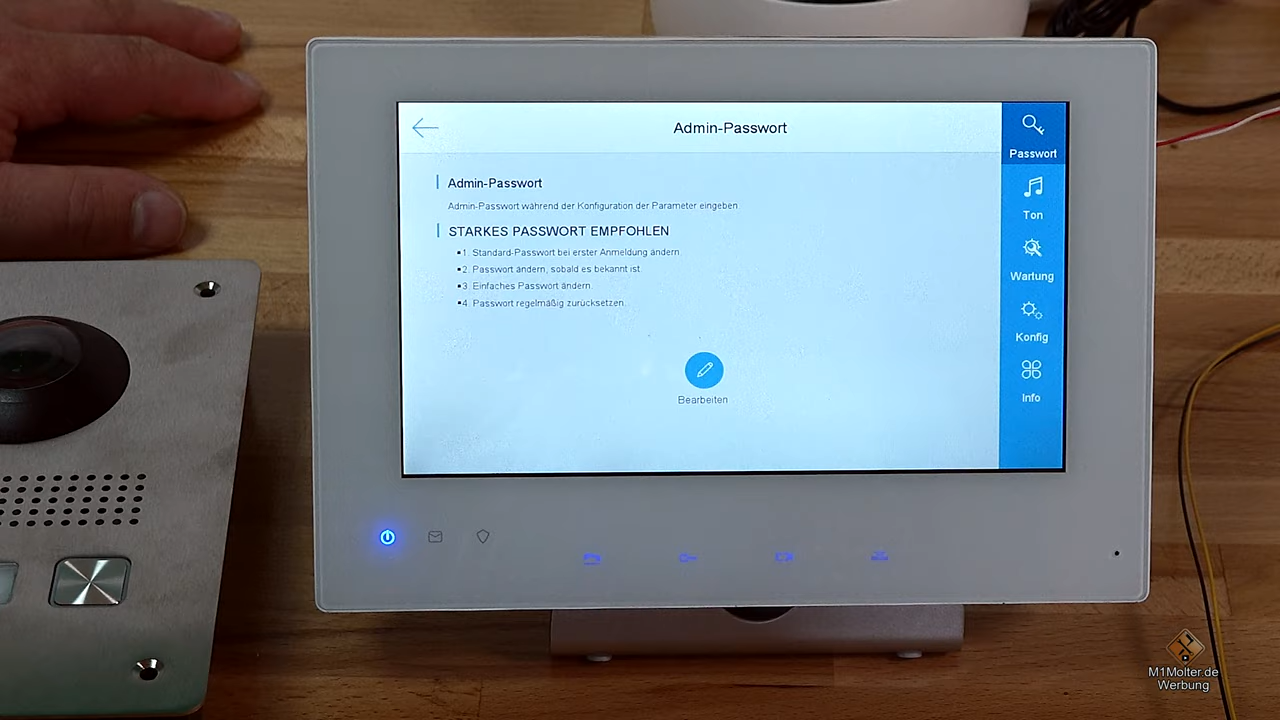 Admin-Passwort
Passwort
Admin-Passwort
Admin-Passwort während der Konfiguration der Parameter eingeben.
STARKES PASSWORT EMPFOHLEN
▪1. Standard-Passwort bei erster Anmeldung ändern.
▪2. Passwort ändern, sobald es bekannt ist.
▪3. Einfaches Passwort ändern.
▪4. Passwort regelmäßig zurücksetzen.
Bearbeiten
Ton
Wartung
Konfig
Info
M1Molter.de
Werbung